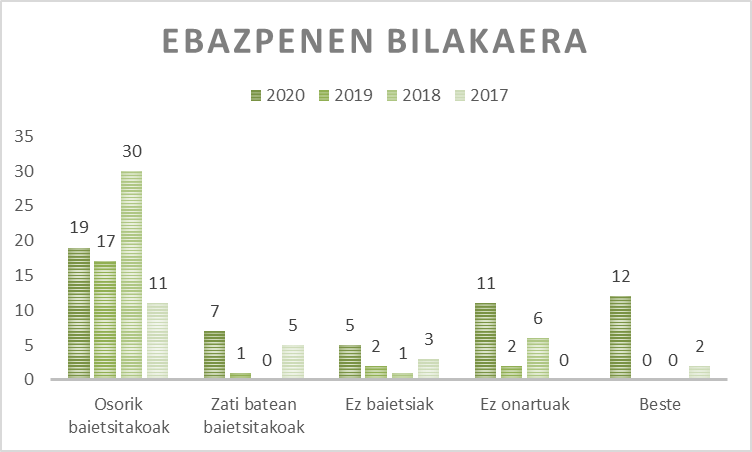 EBAZPENEN BILAKAERA
2020 2019 2018 2017
35
30
25
20
15
10
5
0
19 17 30 11
7 1 0 5
5 2 1 3
11 2 6 0
12 0 0 2
Osorik
baietsitakoak
Zati batean
baietsitakoak
Ez baietsiak
Ez onartuak
Beste